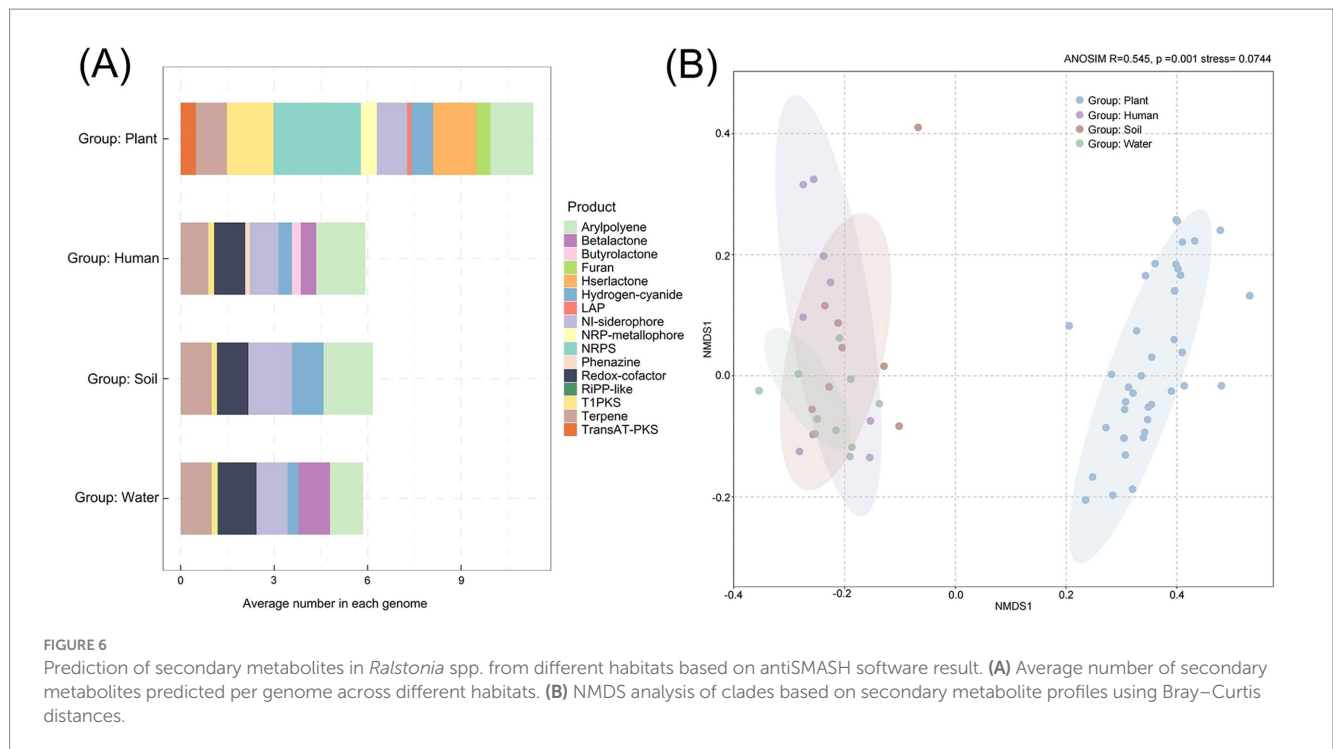 (A)
Group: Plant
Group: Human
Group: Soil
Group: Water
0
3
6
9
Average number in each genome
Product
Arylpolyene
Betalactone
Butyrolactone
Furan
Hserlactone
Hydrogen-cyanide
LAP
NI-siderophore
NRP-metallophore
NRPS
Phenazine
Redox-cofactor
RiPP-like
T1PKS
Terpene
TransAT-PKS
(B)
ANOSIM R=0.545, p =0.001 stress= 0.0744
Group: Plant
Group: Human
Group: Soil
Group: Water
NMDS1
0.4
0.2
0.0
-0.2
-0.4
-0.2
0.0
0.2
0.4
NMDS1
FIGURE 6
Prediction of secondary metabolites in Ralstonia spp. from different habitats based on antiSMASH software result. (A) Average number of secondary
metabolites predicted per genome across different habitats. (B) NMDS analysis of clades based on secondary metabolite profiles using Bray–Curtis
distances.